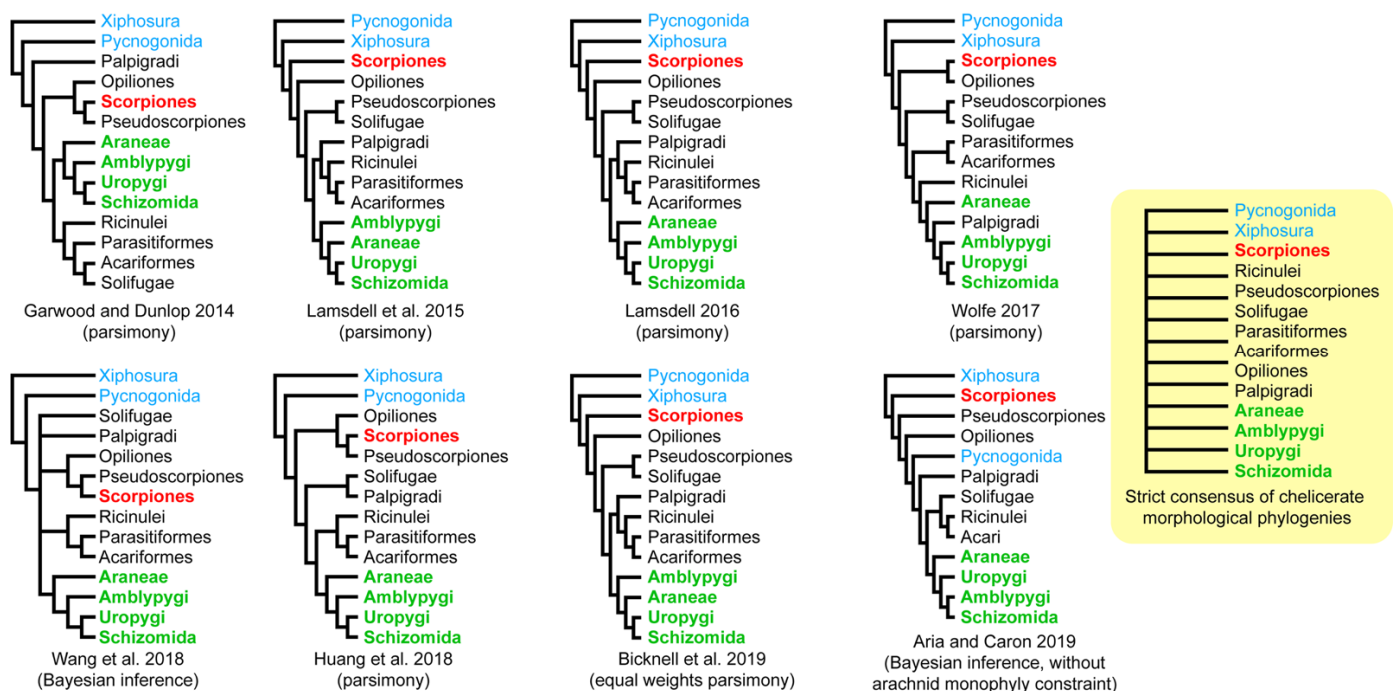 Xiphosura
Pycnogonida
Palpigradi
Opiliones
Scorpiones
Pseudoscorpiones
Araneae
Amblypygi
Uropygi
Schizomida
Ricinulei
Parasitiformes
Acariformes
Solifugae
Garwood and Dunlop 2014
(parsimony)
Pycnogonida
Xiphosura
Scorpiones
Opiliones
Pseudoscorpiones
Solifugae
Palpigradi
Ricinulei
Parasitiformes
Acariformes
Amblypygi
Araneae
Uropygi
Schizomida
Lamsdell et al. 2015
(parsimony)
Pycnogonida
Xiphosura
Scorpiones
Opiliones
Pseudoscorpiones
Solifugae
Palpigradi
Ricinulei
Parasitiformes
Acariformes
Araneae
Amblypygi
Uropygi
Schizomida
Lamsdell 2016
(parsimony)
Pycnogonida
Xiphosura
Scorpiones
Opiliones
Pseudoscorpiones
Solifugae
Parasitiformes
Acariformes
Ricinulei
Araneae
Palpigradi
Amblypygi
Uropygi
Schizomida
Wolfe 2017
(parsimony)
Xiphosura
Pycnogonida
Solifugae
Palpigradi
Opiliones
Pseudoscorpiones
Scorpiones
Ricinulei
Parasitiformes
Acariformes
Araneae
Amblypygi
Uropygi
Schizomida
Wang et al. 2018
(Bayesian inference)
Xiphosura
Pycnogonida
Opiliones
Scorpiones
Pseudoscorpiones
Solifugae
Palpigradi
Ricinulei
Parasitiformes
Acariformes
Araneae
Amblypygi
Uropygi
Schizomida
Huang et al. 2018
(parsimony)
Pycnogonida
Xiphosura
Scorpiones
Opiliones
Pseudoscorpiones
Solifugae
Palpigradi
Ricinulei
Parasitiformes
Acariformes
Amblypygi
Araneae
Uropygi
Schizomida
Bicknell et al. 2019
(equal weights parsimony)
Xiphosura
Scorpiones
Pseudoscorpiones
Opiliones
Pycnogonida
Palpigradi
Solifugae
Ricinulei
Acari
Araneae
Uropygi
Amblypygi
Schizomida
Aria and Caron 2019
(Bayesian inference, without
arachnid monophyly constraint)
Pycnogonida
Xiphosura
Scorpiones
Ricinulei
Pseudoscorpiones
Solifugae
Parasitiformes
Acariformes
Opiliones
Palpigradi
Araneae
Amblypygi
Uropygi
Schizomida
Strict consensus of chelicerate
morphological phylogenies